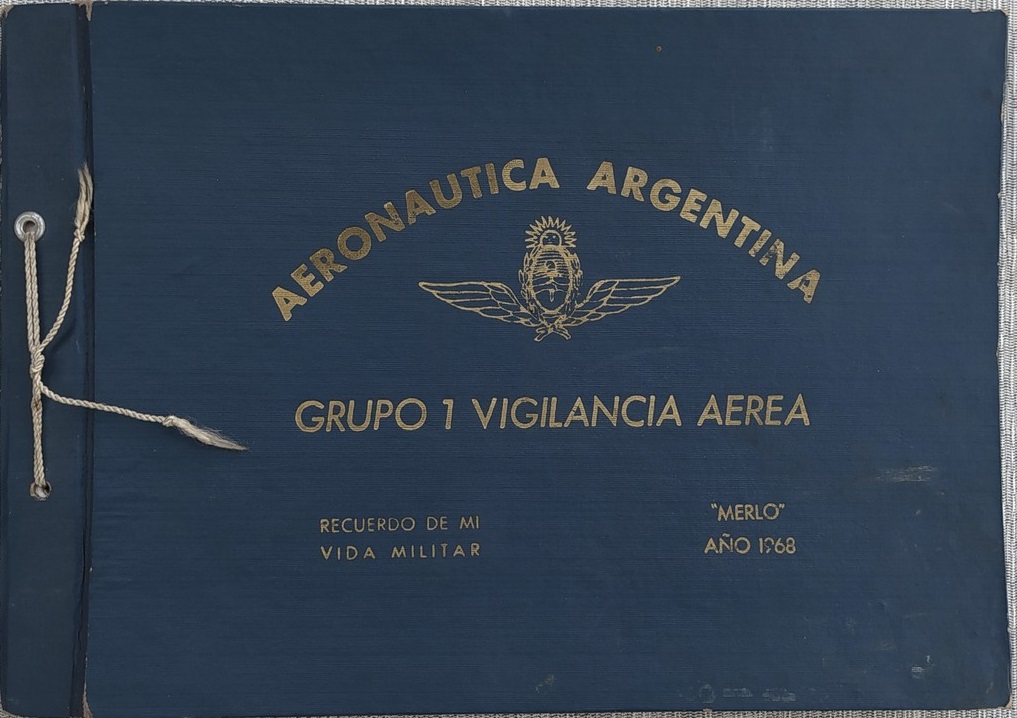 AERONAUTICA ARGENTINA
GRUPO 1 VIGILANCIA AEREA
RECUERDO DE MI
VIDA MILITAR
"MERLO"
AÑO 1968